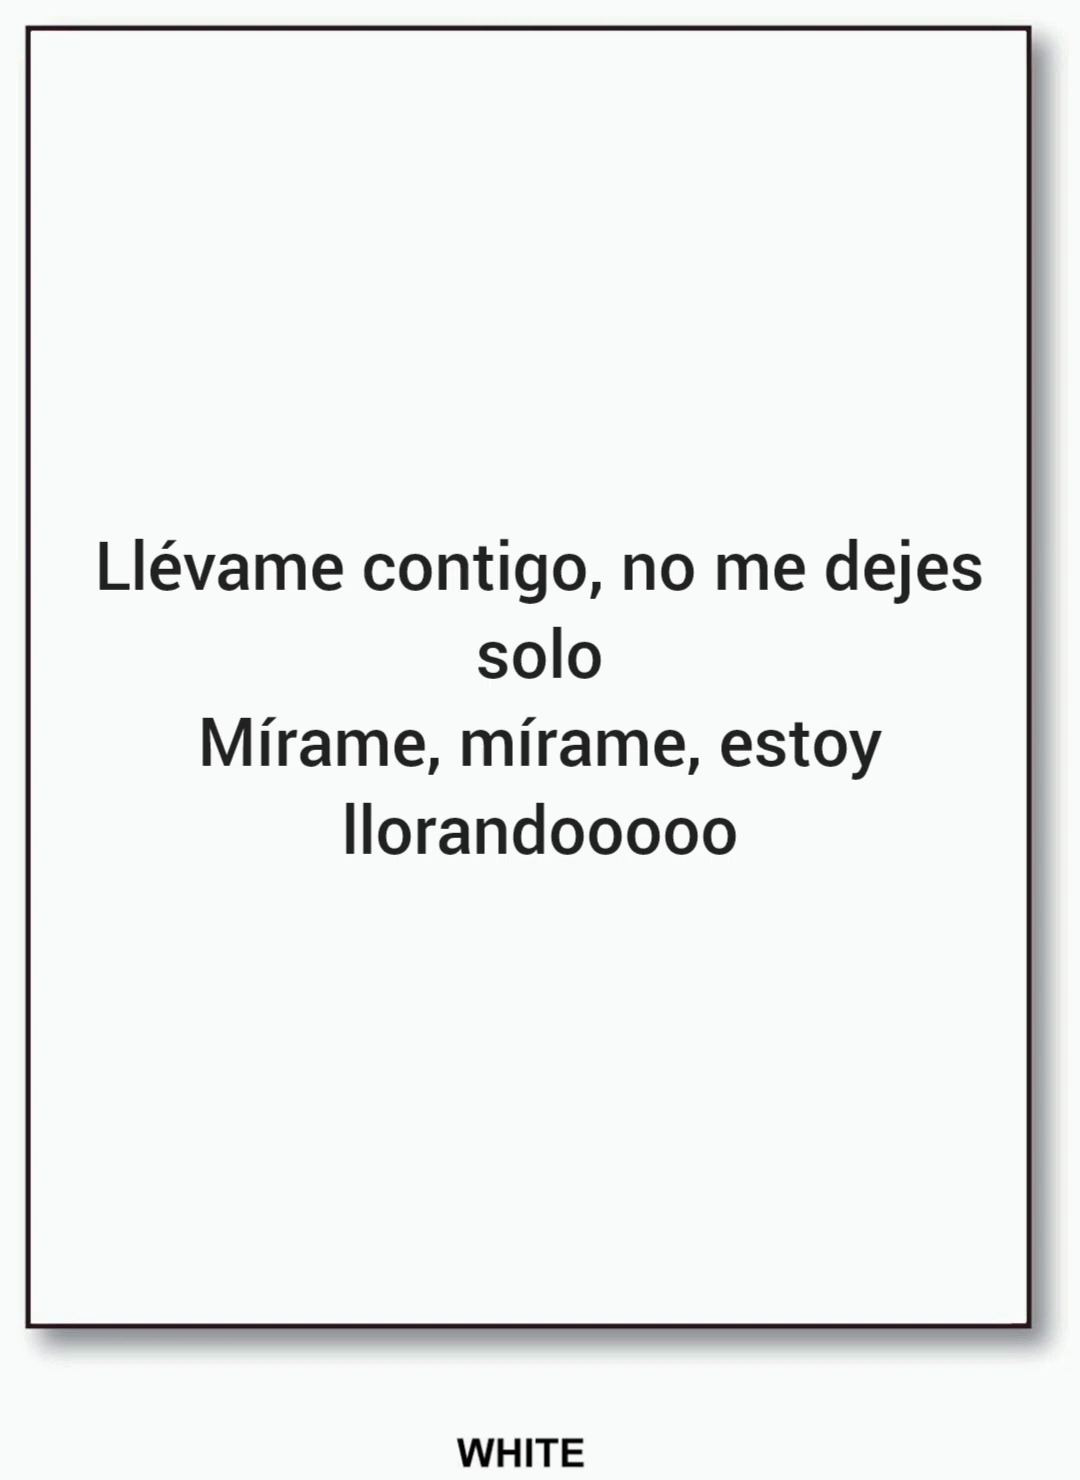 Llévame contigo, no me dejes
solo
Mírame, mírame, estoy
llorandooooo
WHITE